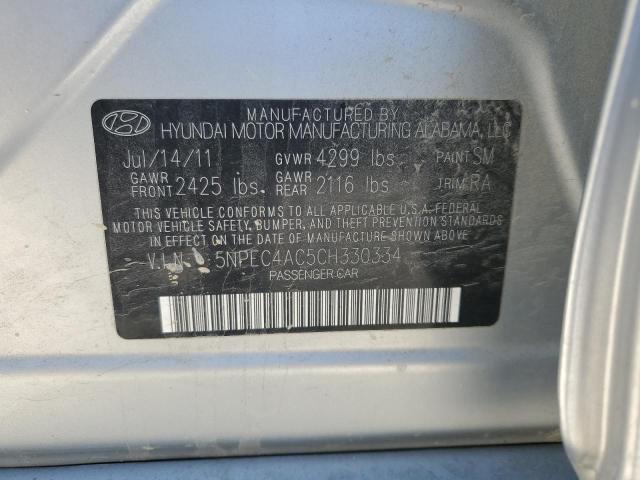 MANUFACTURED BY
HYUNDAI MOTOR MANUFACTURING ALABAMA, LLC
Jul/14/11 GVWR 4299 lbs PAINT SM
GAWR FRONT 2425 lbs GAWR REAR 2116 lbs TRIM RA
THIS VEHICLE CONFORMS TO ALL APPLICABLE U.S.A. FEDERAL
MOTOR VEHICLE SAFETY, BUMPER, AND THEFT PREVENTION
STANDARDS IN EFFECT ON THE DATE OF MANUFACTURE SHOWN ABOVE
V.I.N. : 5NPEC4AC5CH330334
PASSENGER CAR